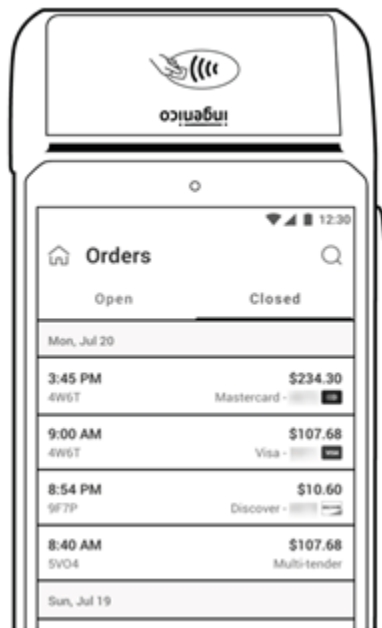 ingenico
12:30
Orders
Open Closed
Mon, Jul 20
3:45 PM $234.30
4W6T Mastercard -
9:00 AM $107.68
4W6T Visa -
VISA
8:54 PM $10.60
9F7P Discover -
8:40 AM $107.68
5VO4 Multi-tender
Sun, Jul 19